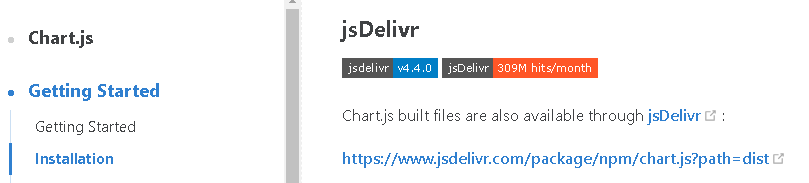 Chart.js
Getting Started
Getting Started
Installation
jsDelivr
jsdelivr v4.4.0 jsDelivr 309M hits/month
Chart.js built files are also available through jsDelivr :
https://www.jsdelivr.com/package/npm/chart.js?path=dist